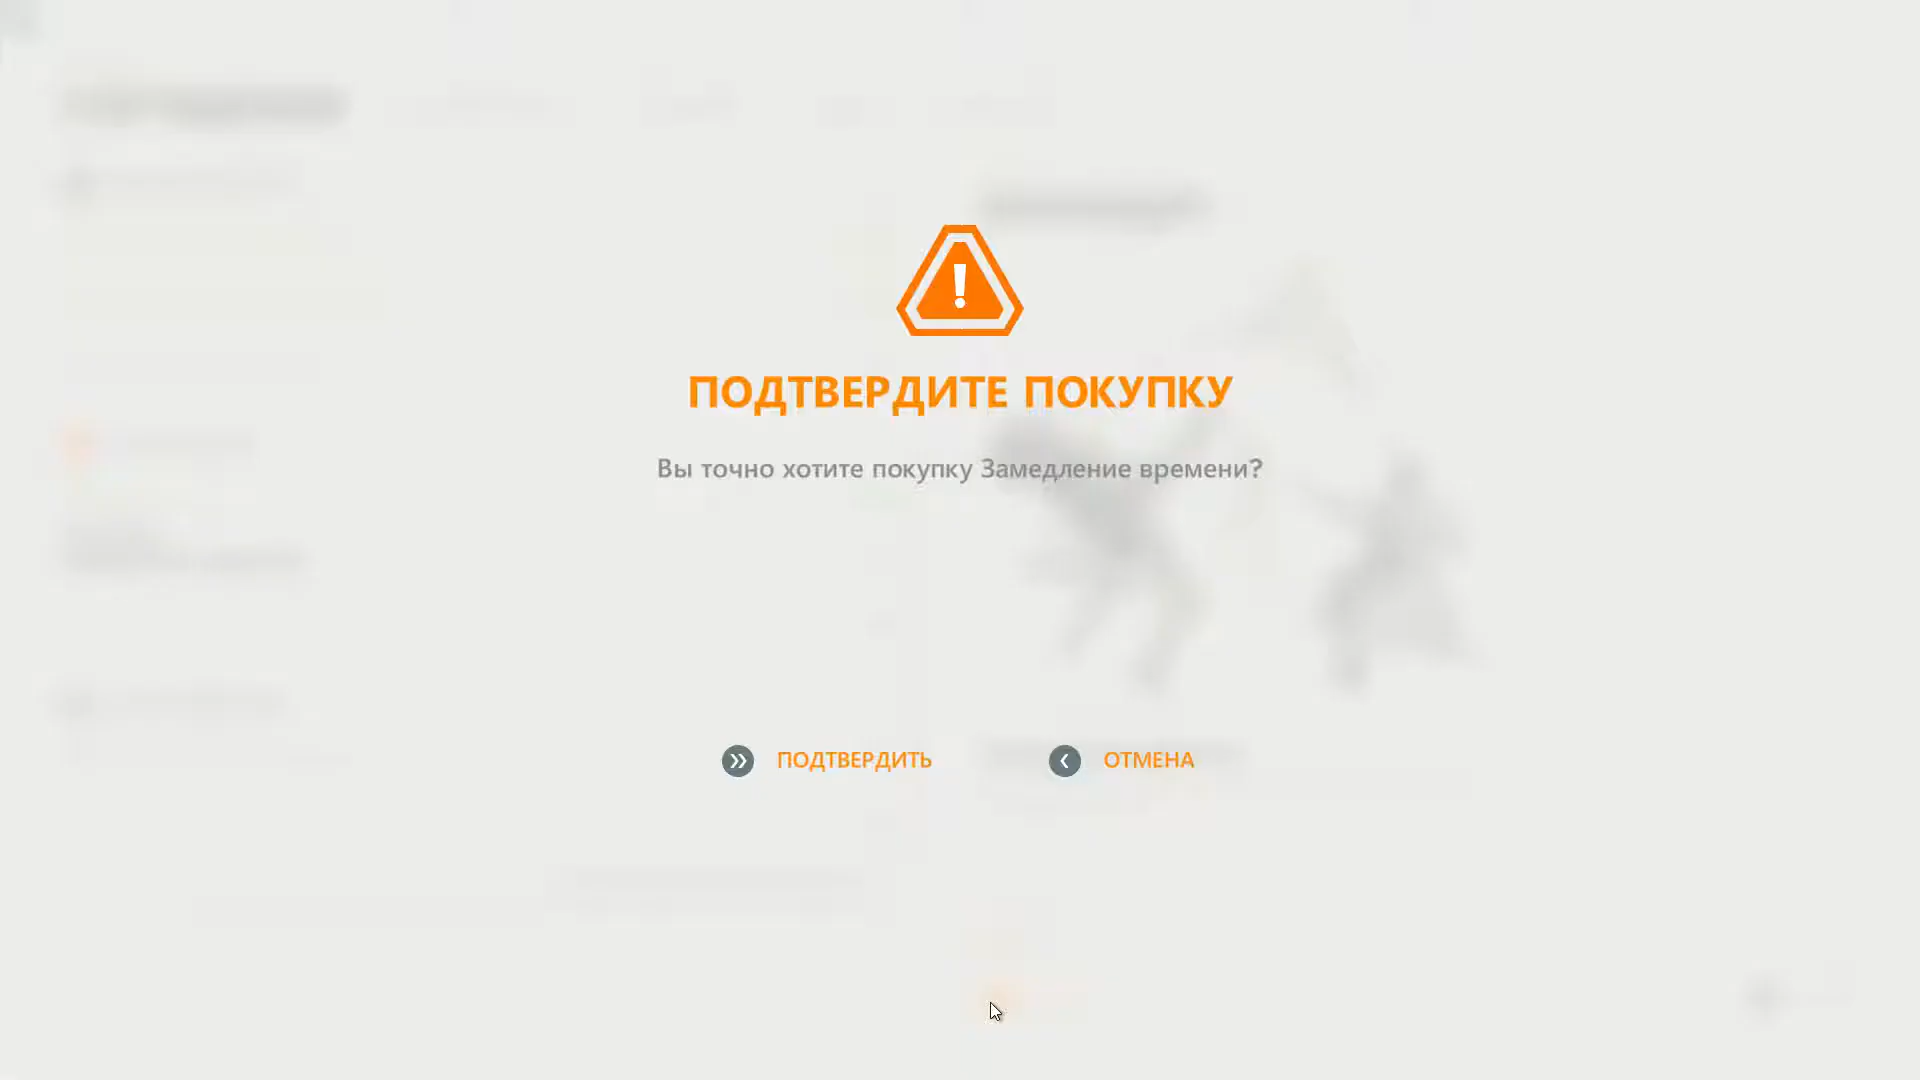 ПОДТВЕРДИТЕ ПОКУПКУ
Вы точно хотите покупку Замедление времени?
ПОДТВЕРДИТЬ
ОТМЕНА